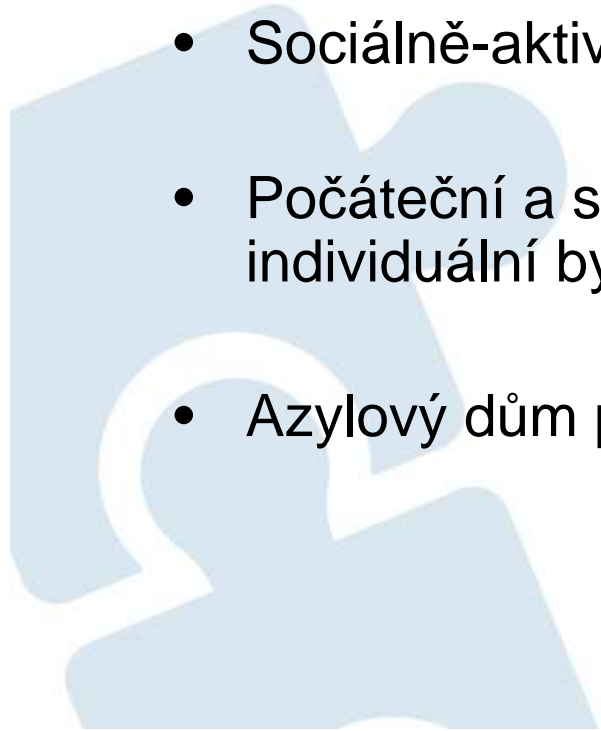 • Sociálně-aktiv
• Počáteční a s
individuální by
• Azylový dům p